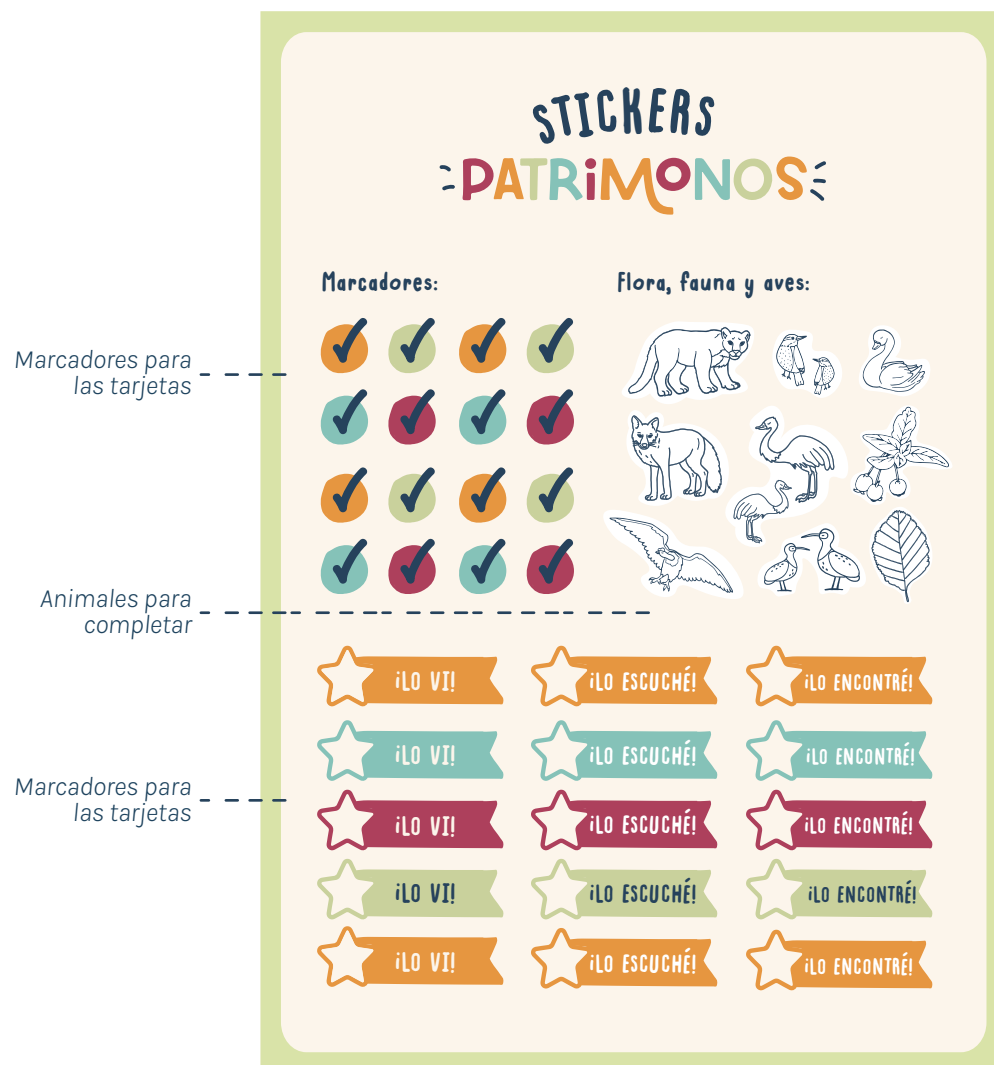 STICKERS
PATRiMONOS
Marcadores:
Flora, fauna y aves:
Marcadores para
las tarjetas
Animales para
completar
¡LO VI!
¡LO ESCUCHÉ!
¡LO ENCONTRÉ!
¡LO VI!
¡LO ESCUCHÉ!
¡LO ENCONTRÉ!
Marcadores para
las tarjetas
¡LO VI!
¡LO ESCUCHÉ!
¡LO ENCONTRÉ!
¡LO VI!
¡LO ESCUCHÉ!
¡LO ENCONTRÉ!
¡LO VI!
¡LO ESCUCHÉ!
¡LO ENCONTRÉ!